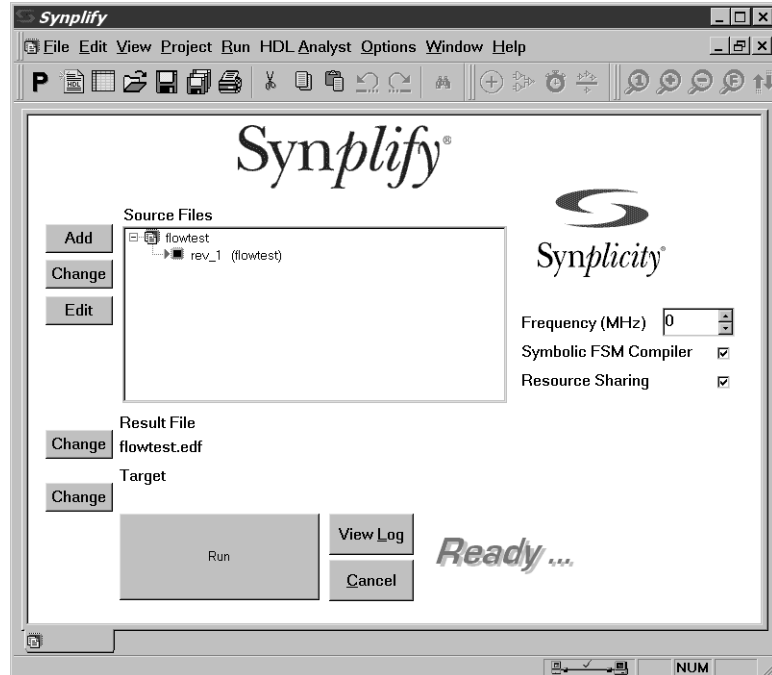 Synplify
File Edit View Project Run HDL Analyst Options Window Help
P HDL 1 F
Synplify®
Source Files
Synplicity®
Add
flowtest
rev_1 (flowtest)
Change
Edit
Frequency (MHz) 0
Symbolic FSM Compiler
Resource Sharing
Result File
Change flowtest.edf
Target
Change
Run
View Log
Cancel
Ready ...
NUM